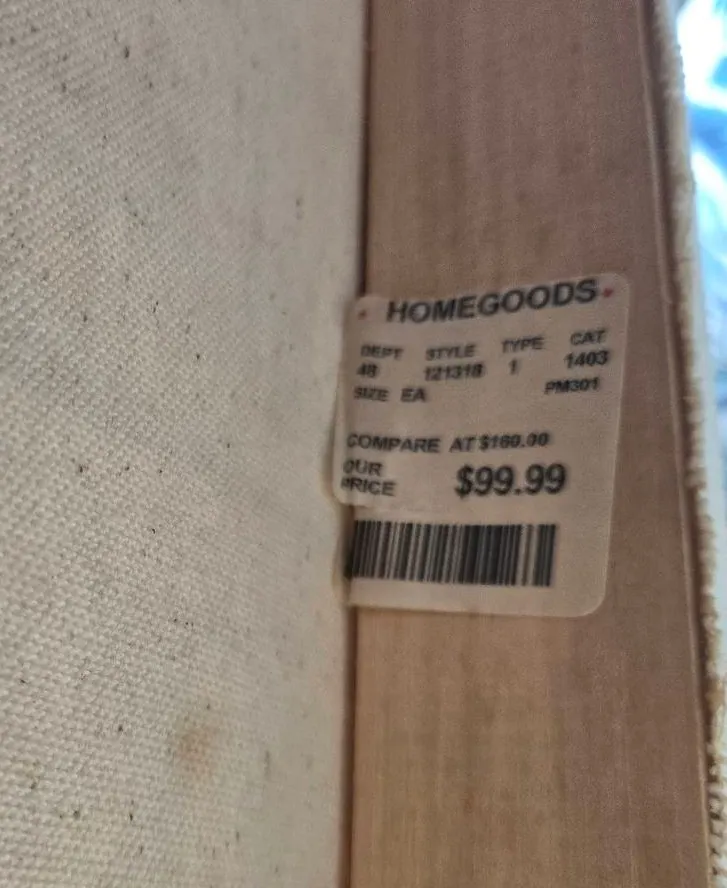 HOMEGOODS
DEPT STYLE TYPE CAT
48 121318 1 1403
SIZE EA PM301
COMPARE AT $160.00
OUR
PRICE $99.99